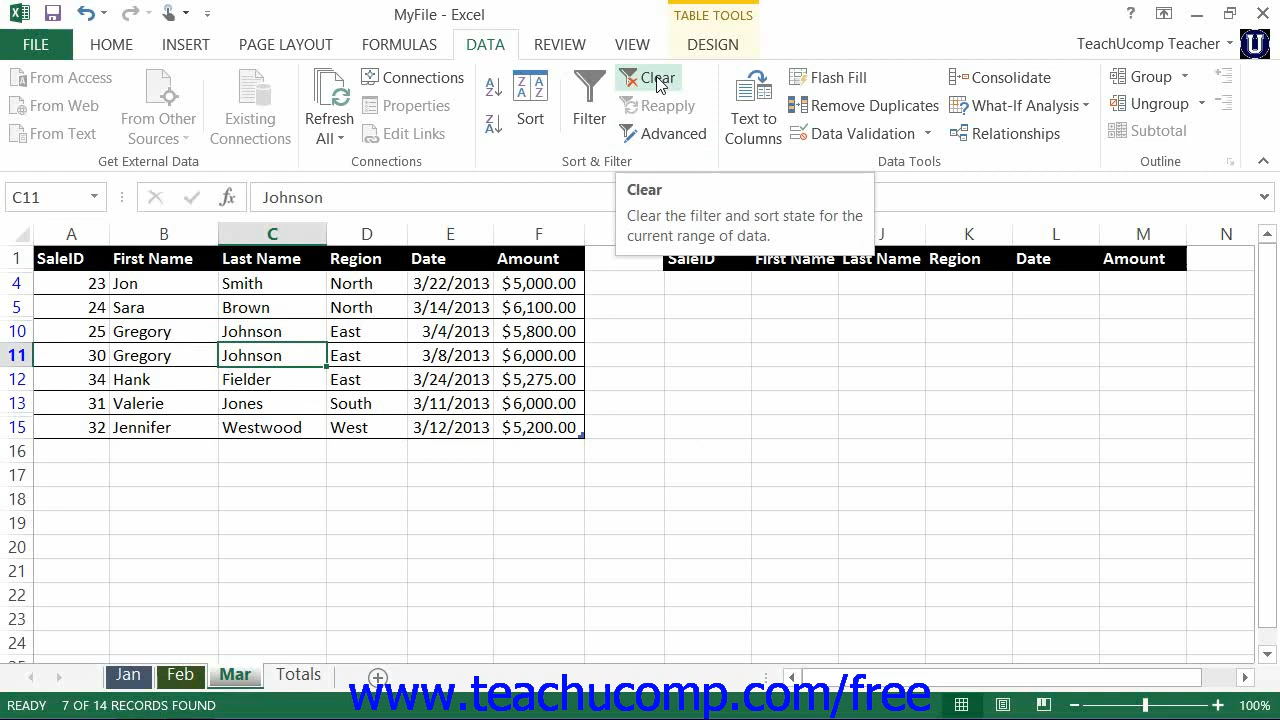 MyFile - Excel
TABLE TOOLS
?
FILE HOME INSERT PAGE LAYOUT FORMULAS DATA REVIEW VIEW DESIGN TeachUcomp Teacher
From Access
From Web
From Text
From Other Sources
Existing Connections
Get External Data
Refresh All
Connections
Properties
Edit Links
Connections
Sort
Filter
Clear
Reapply
Advanced
Sort & Filter
Text to Columns
Flash Fill
Remove Duplicates
Data Validation
Consolidate
What-If Analysis
Relationships
Data Tools
Group
Ungroup
Subtotal
Outline
C11 fx Johnson
Clear
Clear the filter and sort state for the
current range of data.
A B C D E F J K L M N
1 SaleID First Name Last Name Region Date Amount SaleID First Name Last Name Region Date Amount
4 23 Jon Smith North 3/22/2013 $5,000.00
5 24 Sara Brown North 3/14/2013 $6,100.00
10 25 Gregory Johnson East 3/4/2013 $5,800.00
11 30 Gregory Johnson East 3/8/2013 $6,000.00
12 34 Hank Fielder East 3/24/2013 $5,275.00
13 31 Valerie Jones South 3/11/2013 $6,000.00
15 32 Jennifer Westwood West 3/12/2013 $5,200.00
16
17
18
19
20
21
22
23
24
Jan Feb Mar Totals
www.teachucomp.com/free
READY 7 OF 14 RECORDS FOUND 100%